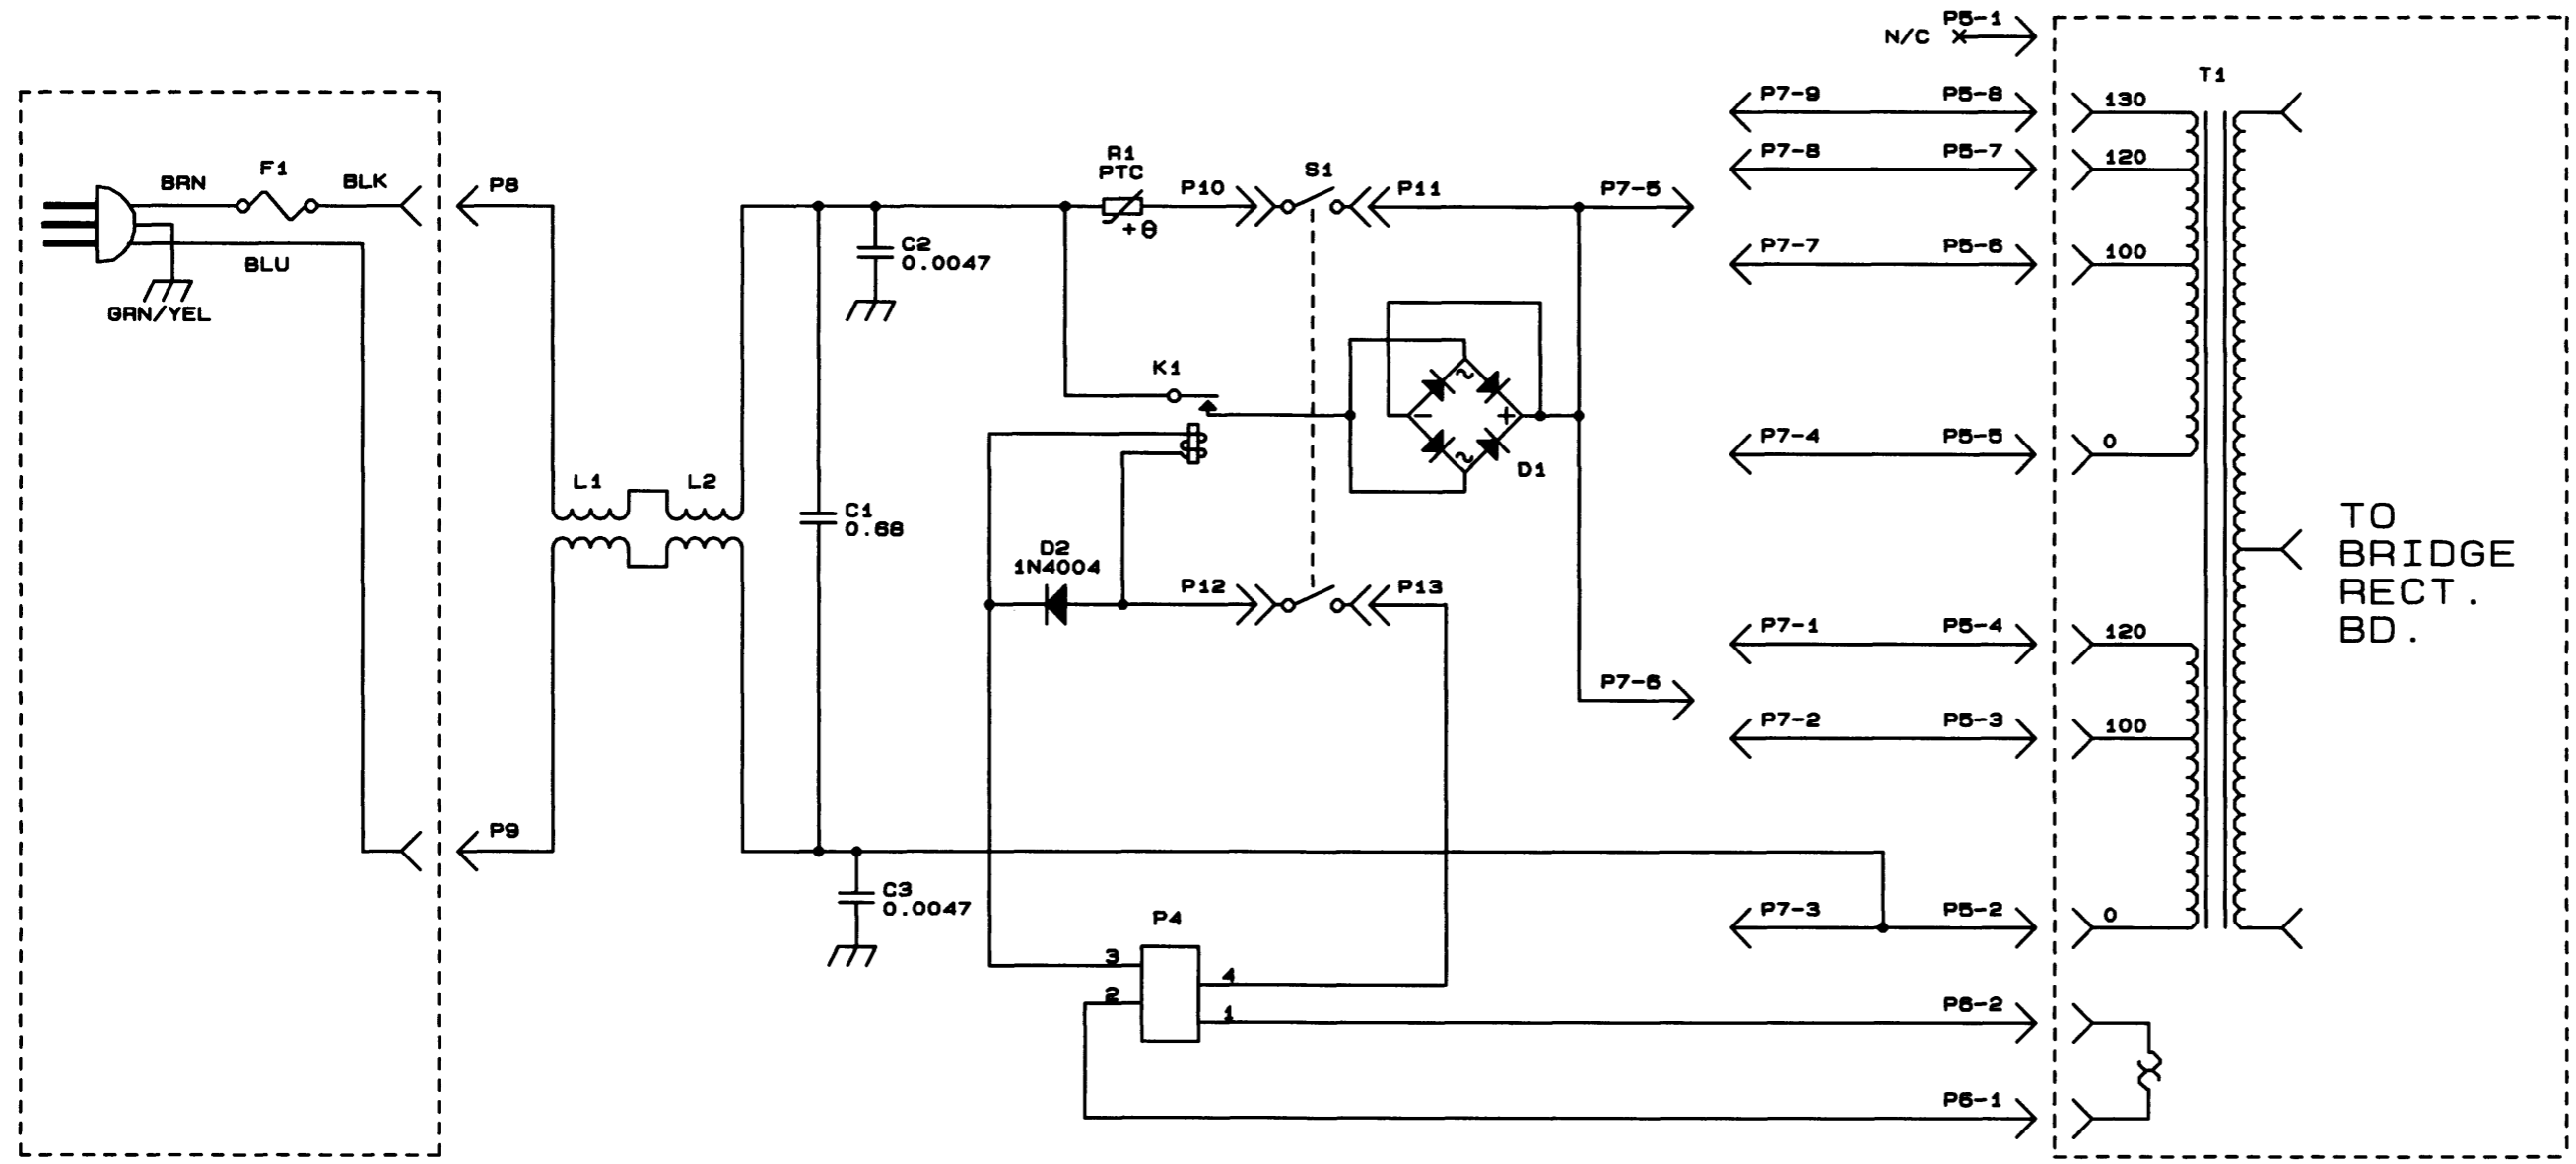 P5-1
N/C
T1
P7-9
P5-8
130
P7-8
P5-7
120
P7-7
P5-6
100
P7-4
P5-5
0
P7-1
P5-4
120
P7-2
P5-3
100
P7-3
P5-2
0
P6-2
P6-1
TO
BRIDGE
RECT.
BD.
BRN
F1
BLK
P8
BLU
GRN/YEL
P9
L1
L2
C2
0.0047
C1
0.68
C3
0.0047
R1
PTC
+θ
P10
S1
P11
P7-5
K1
~
-
+
~
D1
D2
1N4004
P12
P13
P7-6
P4
3
4
2
1